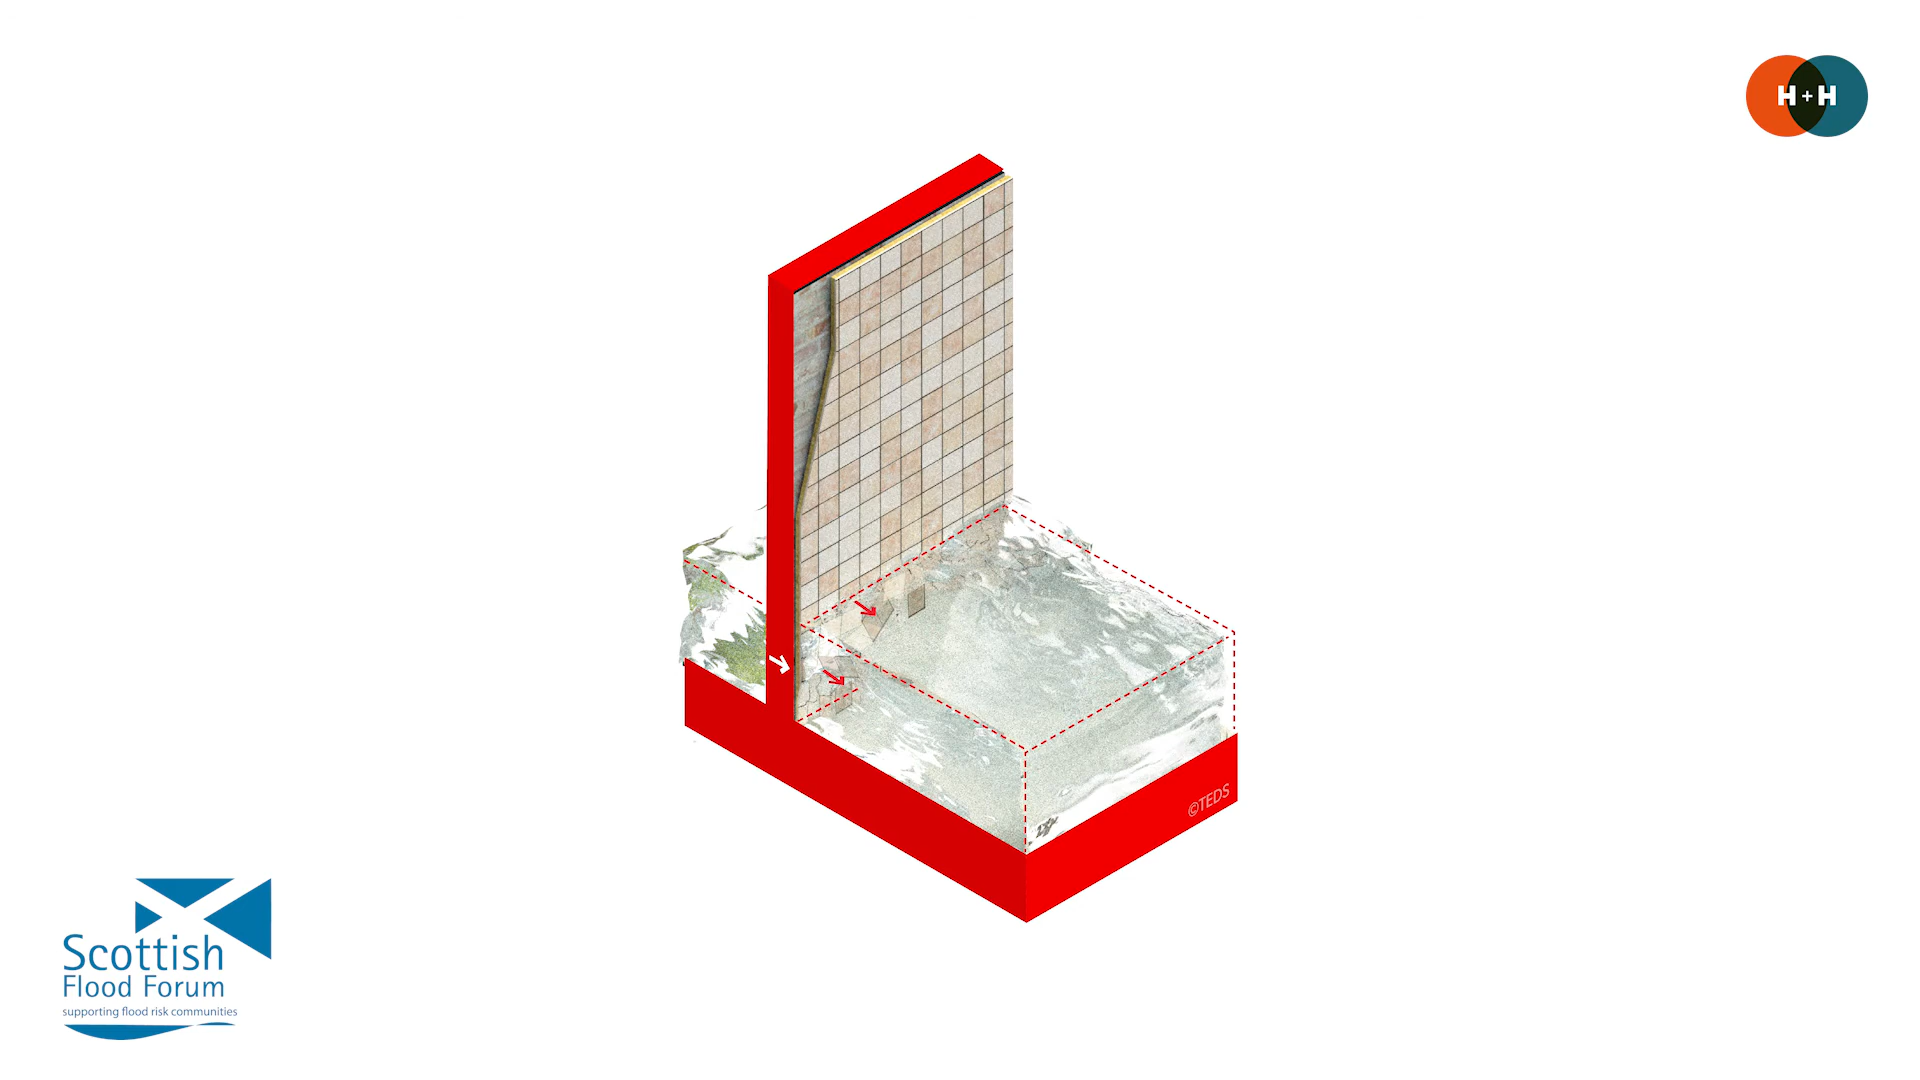 H+H
©TEDS
Scottish
Flood Forum
supporting flood risk communities